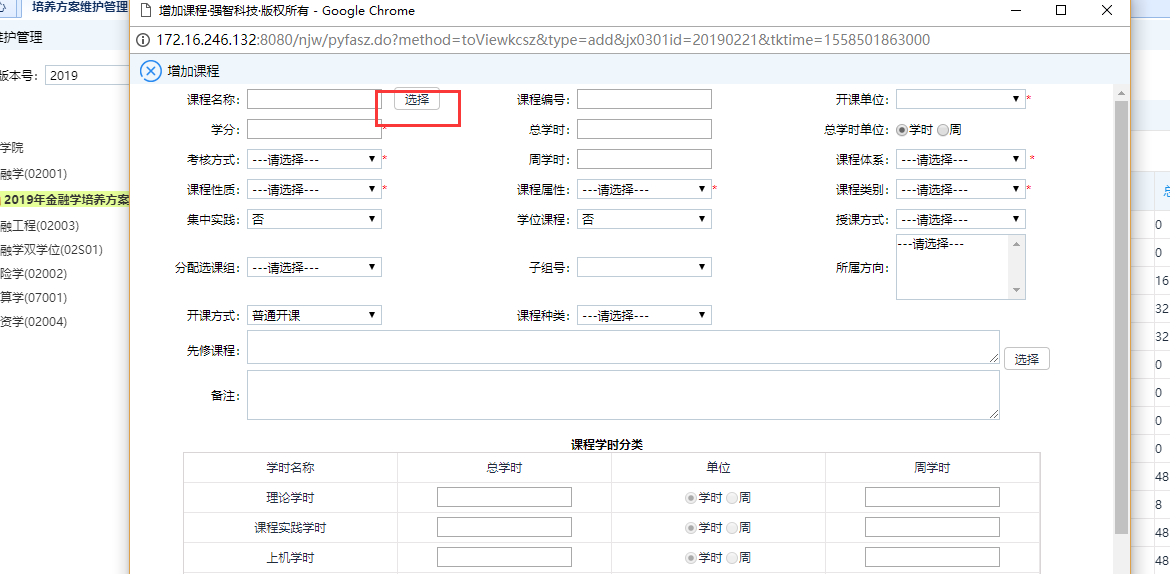 心
培养方案维护管理
增加课程·强智科技·版权所有 - Google Chrome
维护管理
172.16.246.132:8080/njw/pyfasz.do?method=toViewkcsz&type=add&jx0301id=20190221&tktime=1558501863000
版本号: 2019
增加课程
课程名称: 选择 课程编号: 开课单位: *
学分: * 总学时: 总学时单位: 学时 周
学院
考核方式: ---请选择--- * 周学时: 课程体系: ---请选择--- *
融学(02001)
课程性质: ---请选择--- * 课程属性: ---请选择--- * 课程类别: ---请选择--- *
总
2019年金融学培养方案
集中实践: 否 学位课程: 否 授课方式: ---请选择---
融工程(02003)
0
融学双学位(02S01)
---请选择---
0
分配选课组: ---请选择--- 子组号: 所属方向:
险学(02002)
16
算学(07001)
32
开课方式: 普通开课 课程种类: ---请选择---
资学(02004)
32
先修课程: 选择
0
备注:
0
0
课程学时分类
0
学时名称 总学时 单位 周学时
48
理论学时 学时 周
8
课程实践学时 学时 周
48
上机学时 学时 周
48